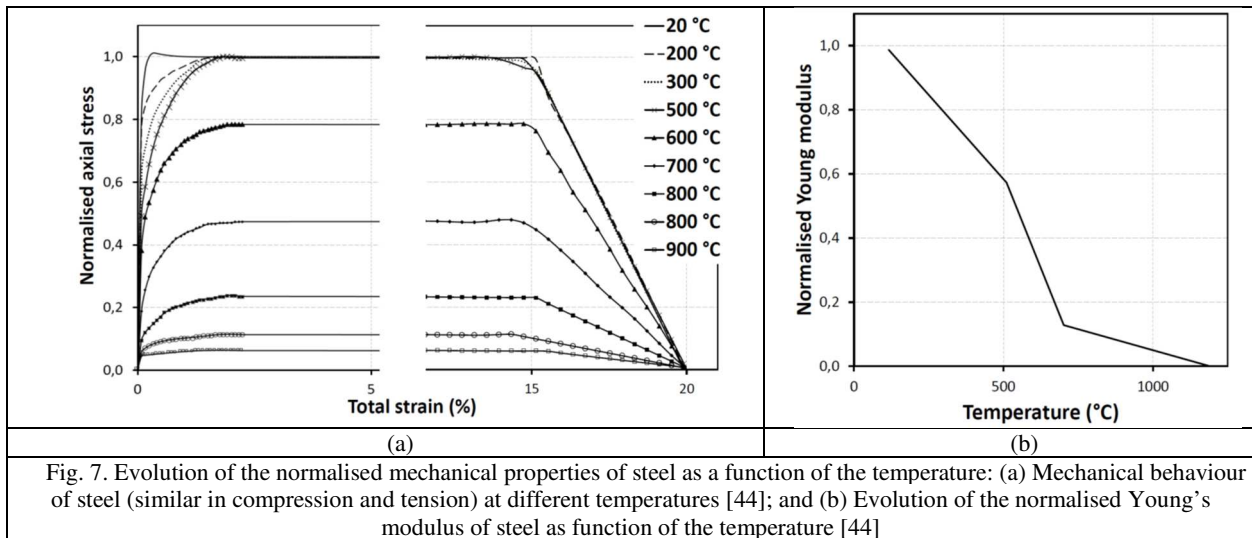 20 °C
200 °C
300 °C
500 °C
600 °C
700 °C
800 °C
800 °C
900 °C
Normalised axial stress
1,0
0,8
0,6
0,4
0,2
0,0
0
5
15
20
Total strain (%)
Normalised Young modulus
1,0
0,8
0,6
0,4
0,2
0,0
0
500
1000
Temperature (°C)
(a)
(b)
Fig. 7. Evolution of the normalised mechanical properties of steel as a function of the temperature: (a) Mechanical behaviour
of steel (similar in compression and tension) at different temperatures [44]; and (b) Evolution of the normalised Young's
modulus of steel as function of the temperature [44]